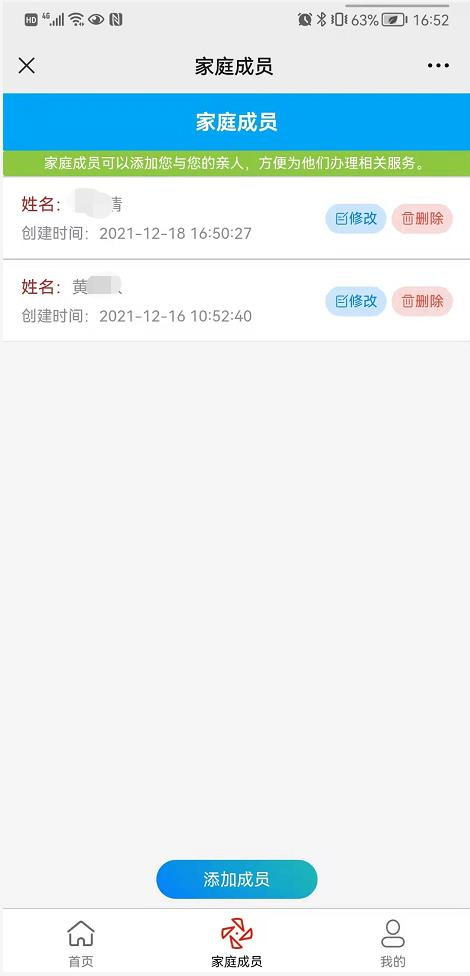 HD 4G 63% 16:52
家庭成员
家庭成员
家庭成员可以添加您与您的亲人，方便为他们办理相关服务。
姓名：
修改 删除
创建时间：2021-12-18 16:50:27
姓名：黄
修改 删除
创建时间：2021-12-16 10:52:40
添加成员
首页 家庭成员 我的